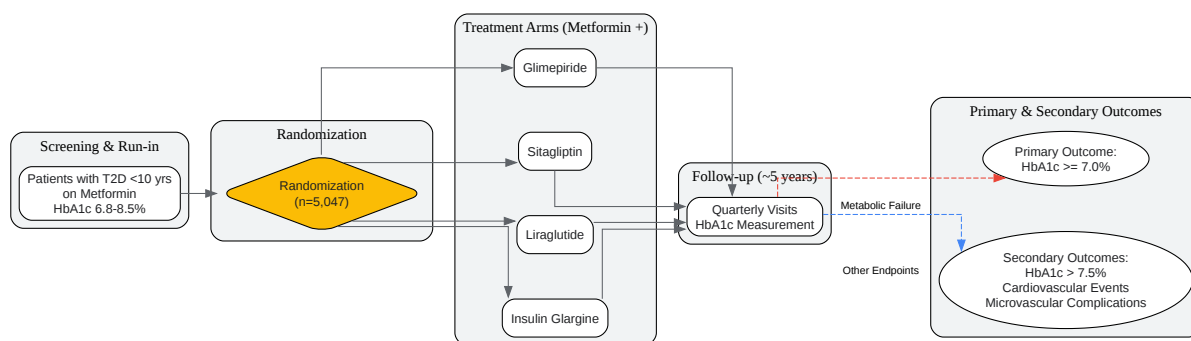 Screening & Run-in
Patients with T2D <10 yrs
on Metformin
HbA1c 6.8-8.5%
Randomization
Randomization
(n=5,047)
Treatment Arms (Metformin +)
Glimepiride
Sitagliptin
Liraglutide
Insulin Glargine
Follow-up (~5 years)
Quarterly Visits
HbA1c Measurement
Metabolic Failure
Other Endpoints
Primary & Secondary Outcomes
Primary Outcome:
HbA1c >= 7.0%
Secondary Outcomes:
HbA1c > 7.5%
Cardiovascular Events
Microvascular Complications